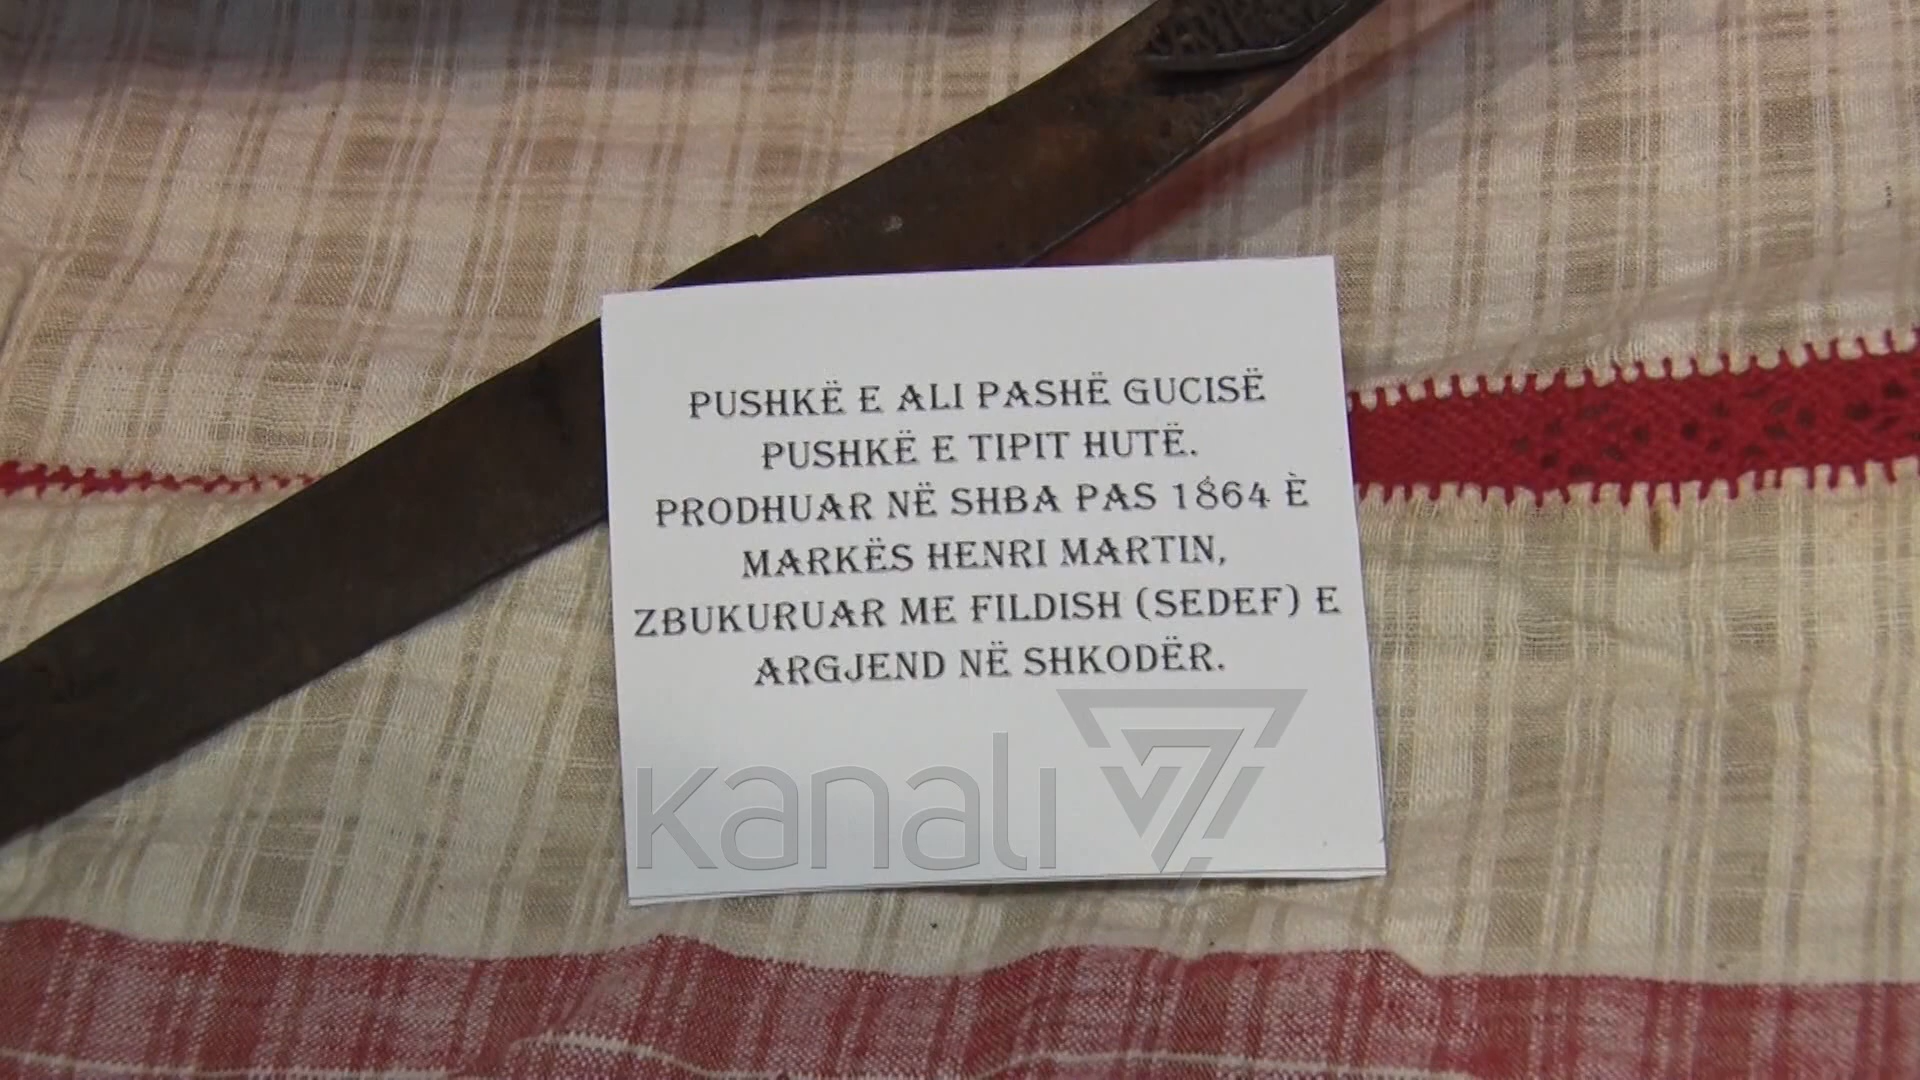 PUSHKË E ALI PASHË GUCISË
PUSHKË E TIPIT HUTË.
PRODHUAR NË SHBA PAS 1864 È
MARKËS HENRI MARTIN,
ZBUKURUAR ME FILDISH (SEDEF) E
ARGJEND NË SHKODËR.
kanali 7